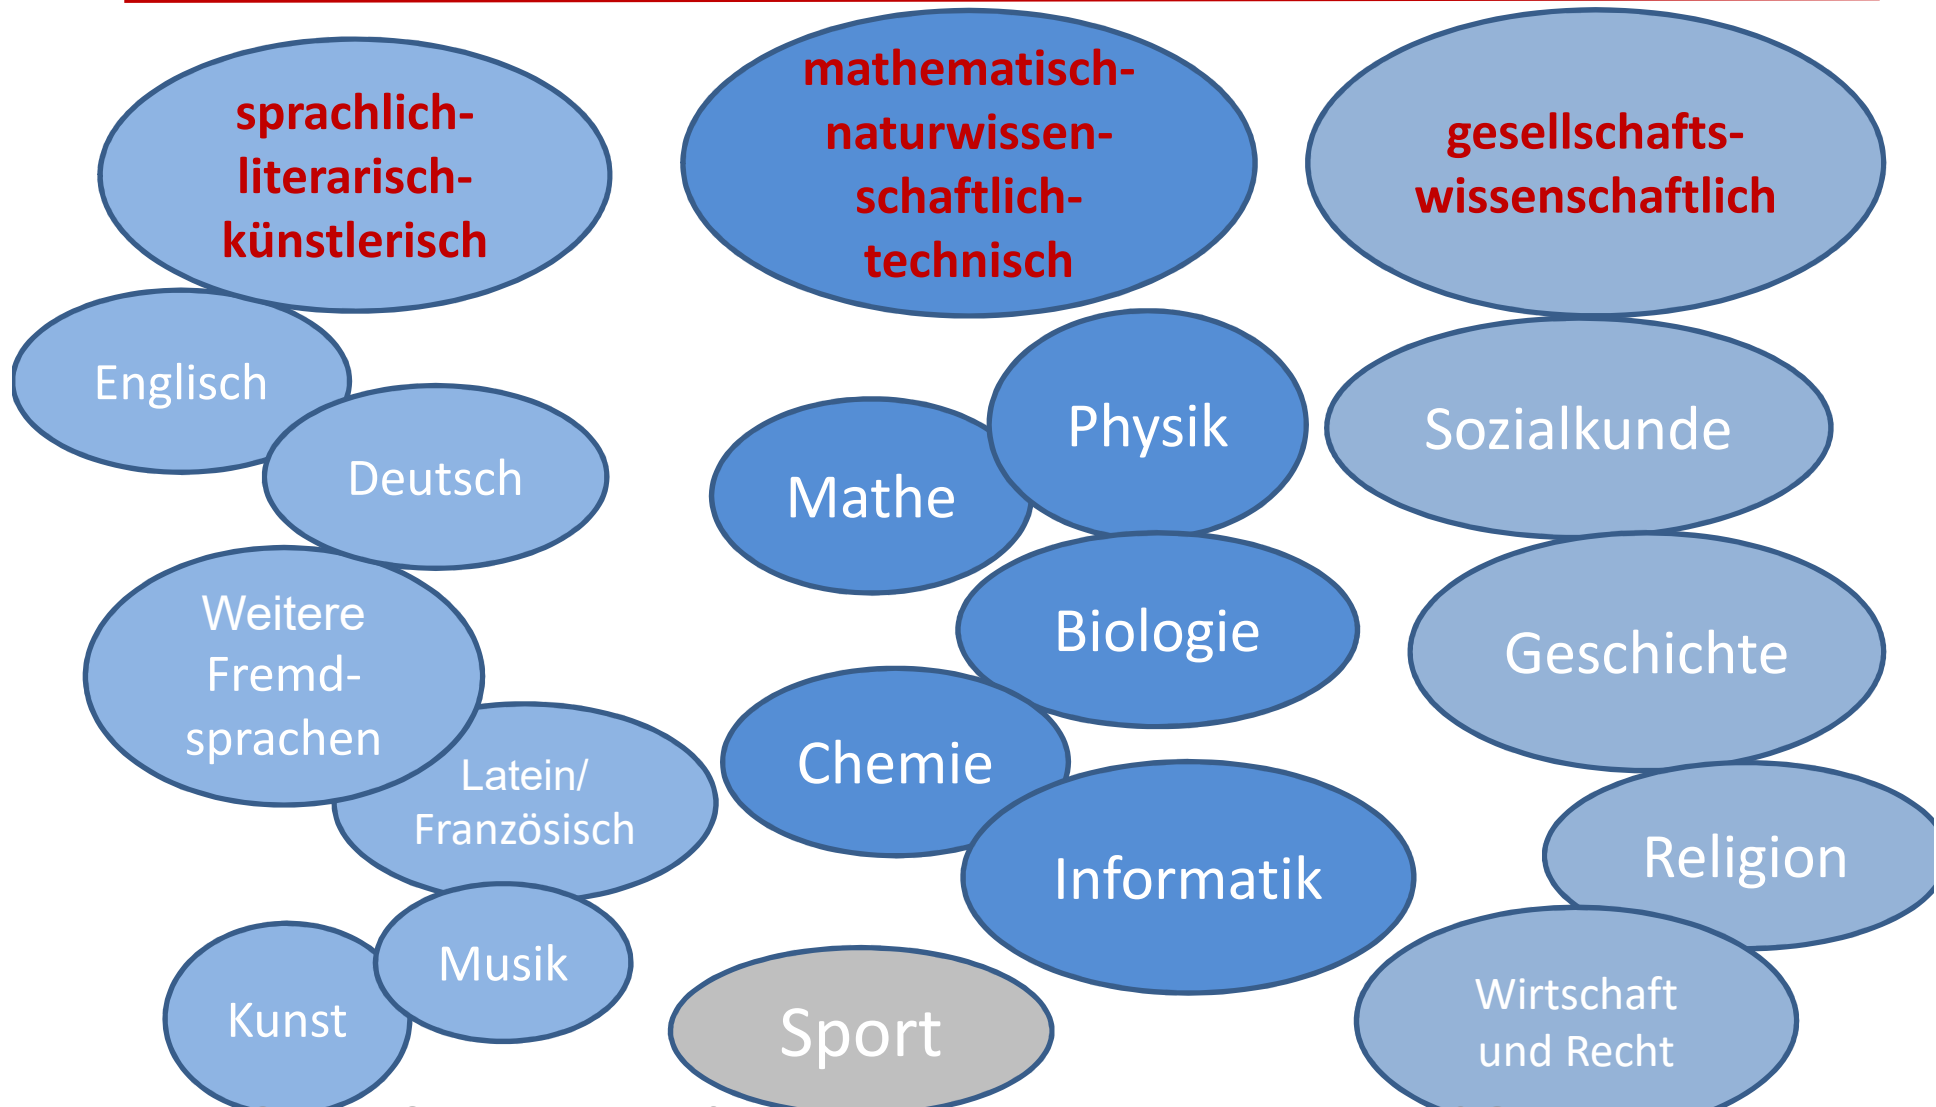 sprachlich-
literarisch-
künstlerisch
mathematisch-
naturwissen-
schaftlich-
technisch
gesellschafts-
wissenschaftlich
Englisch
Deutsch
Weitere
Fremd-
sprachen
Latein/
Französisch
Musik
Kunst
Physik
Mathe
Biologie
Chemie
Informatik
Sport
Sozialkunde
Geschichte
Religion
Wirtschaft
und Recht